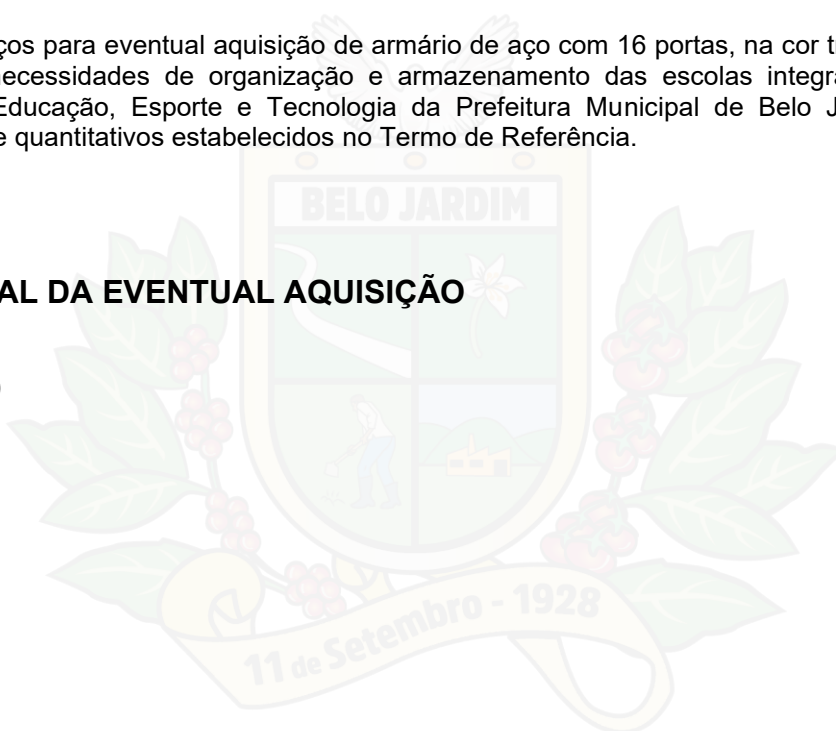 ços para eventual aquisição de armário de aço com 16 portas, na cor t
necessidades de organização e armazenamento das escolas integra
Educação, Esporte e Tecnologia da Prefeitura Municipal de Belo J
e quantitativos estabelecidos no Termo de Referência.
BELO JARDIM
AL DA EVENTUAL AQUISIÇÃO
11 de Setembro - 1928